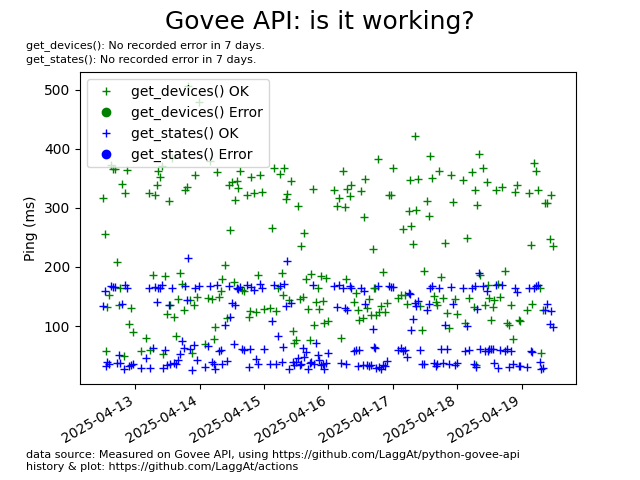 Govee API: is it working?
get_devices(): No recorded error in 7 days.
get_states(): No recorded error in 7 days.
get_devices() OK
get_devices() Error
get_states() OK
get_states() Error
Ping (ms)
500
400
300
200
100
2025-04-13
2025-04-14
2025-04-15
2025-04-16
2025-04-17
2025-04-18
2025-04-19
data source: Measured on Govee API, using https://github.com/LaggAt/python-govee-api
history & plot: https://github.com/LaggAt/actions